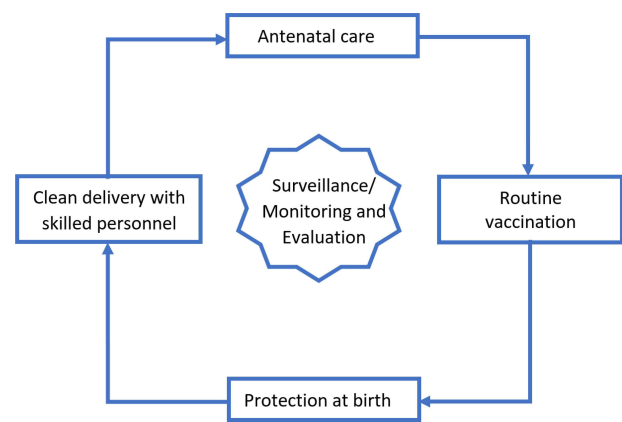 Antenatal care
Clean delivery with
skilled personnel
Surveillance/
Monitoring and
Evaluation
Routine
vaccination
Protection at birth